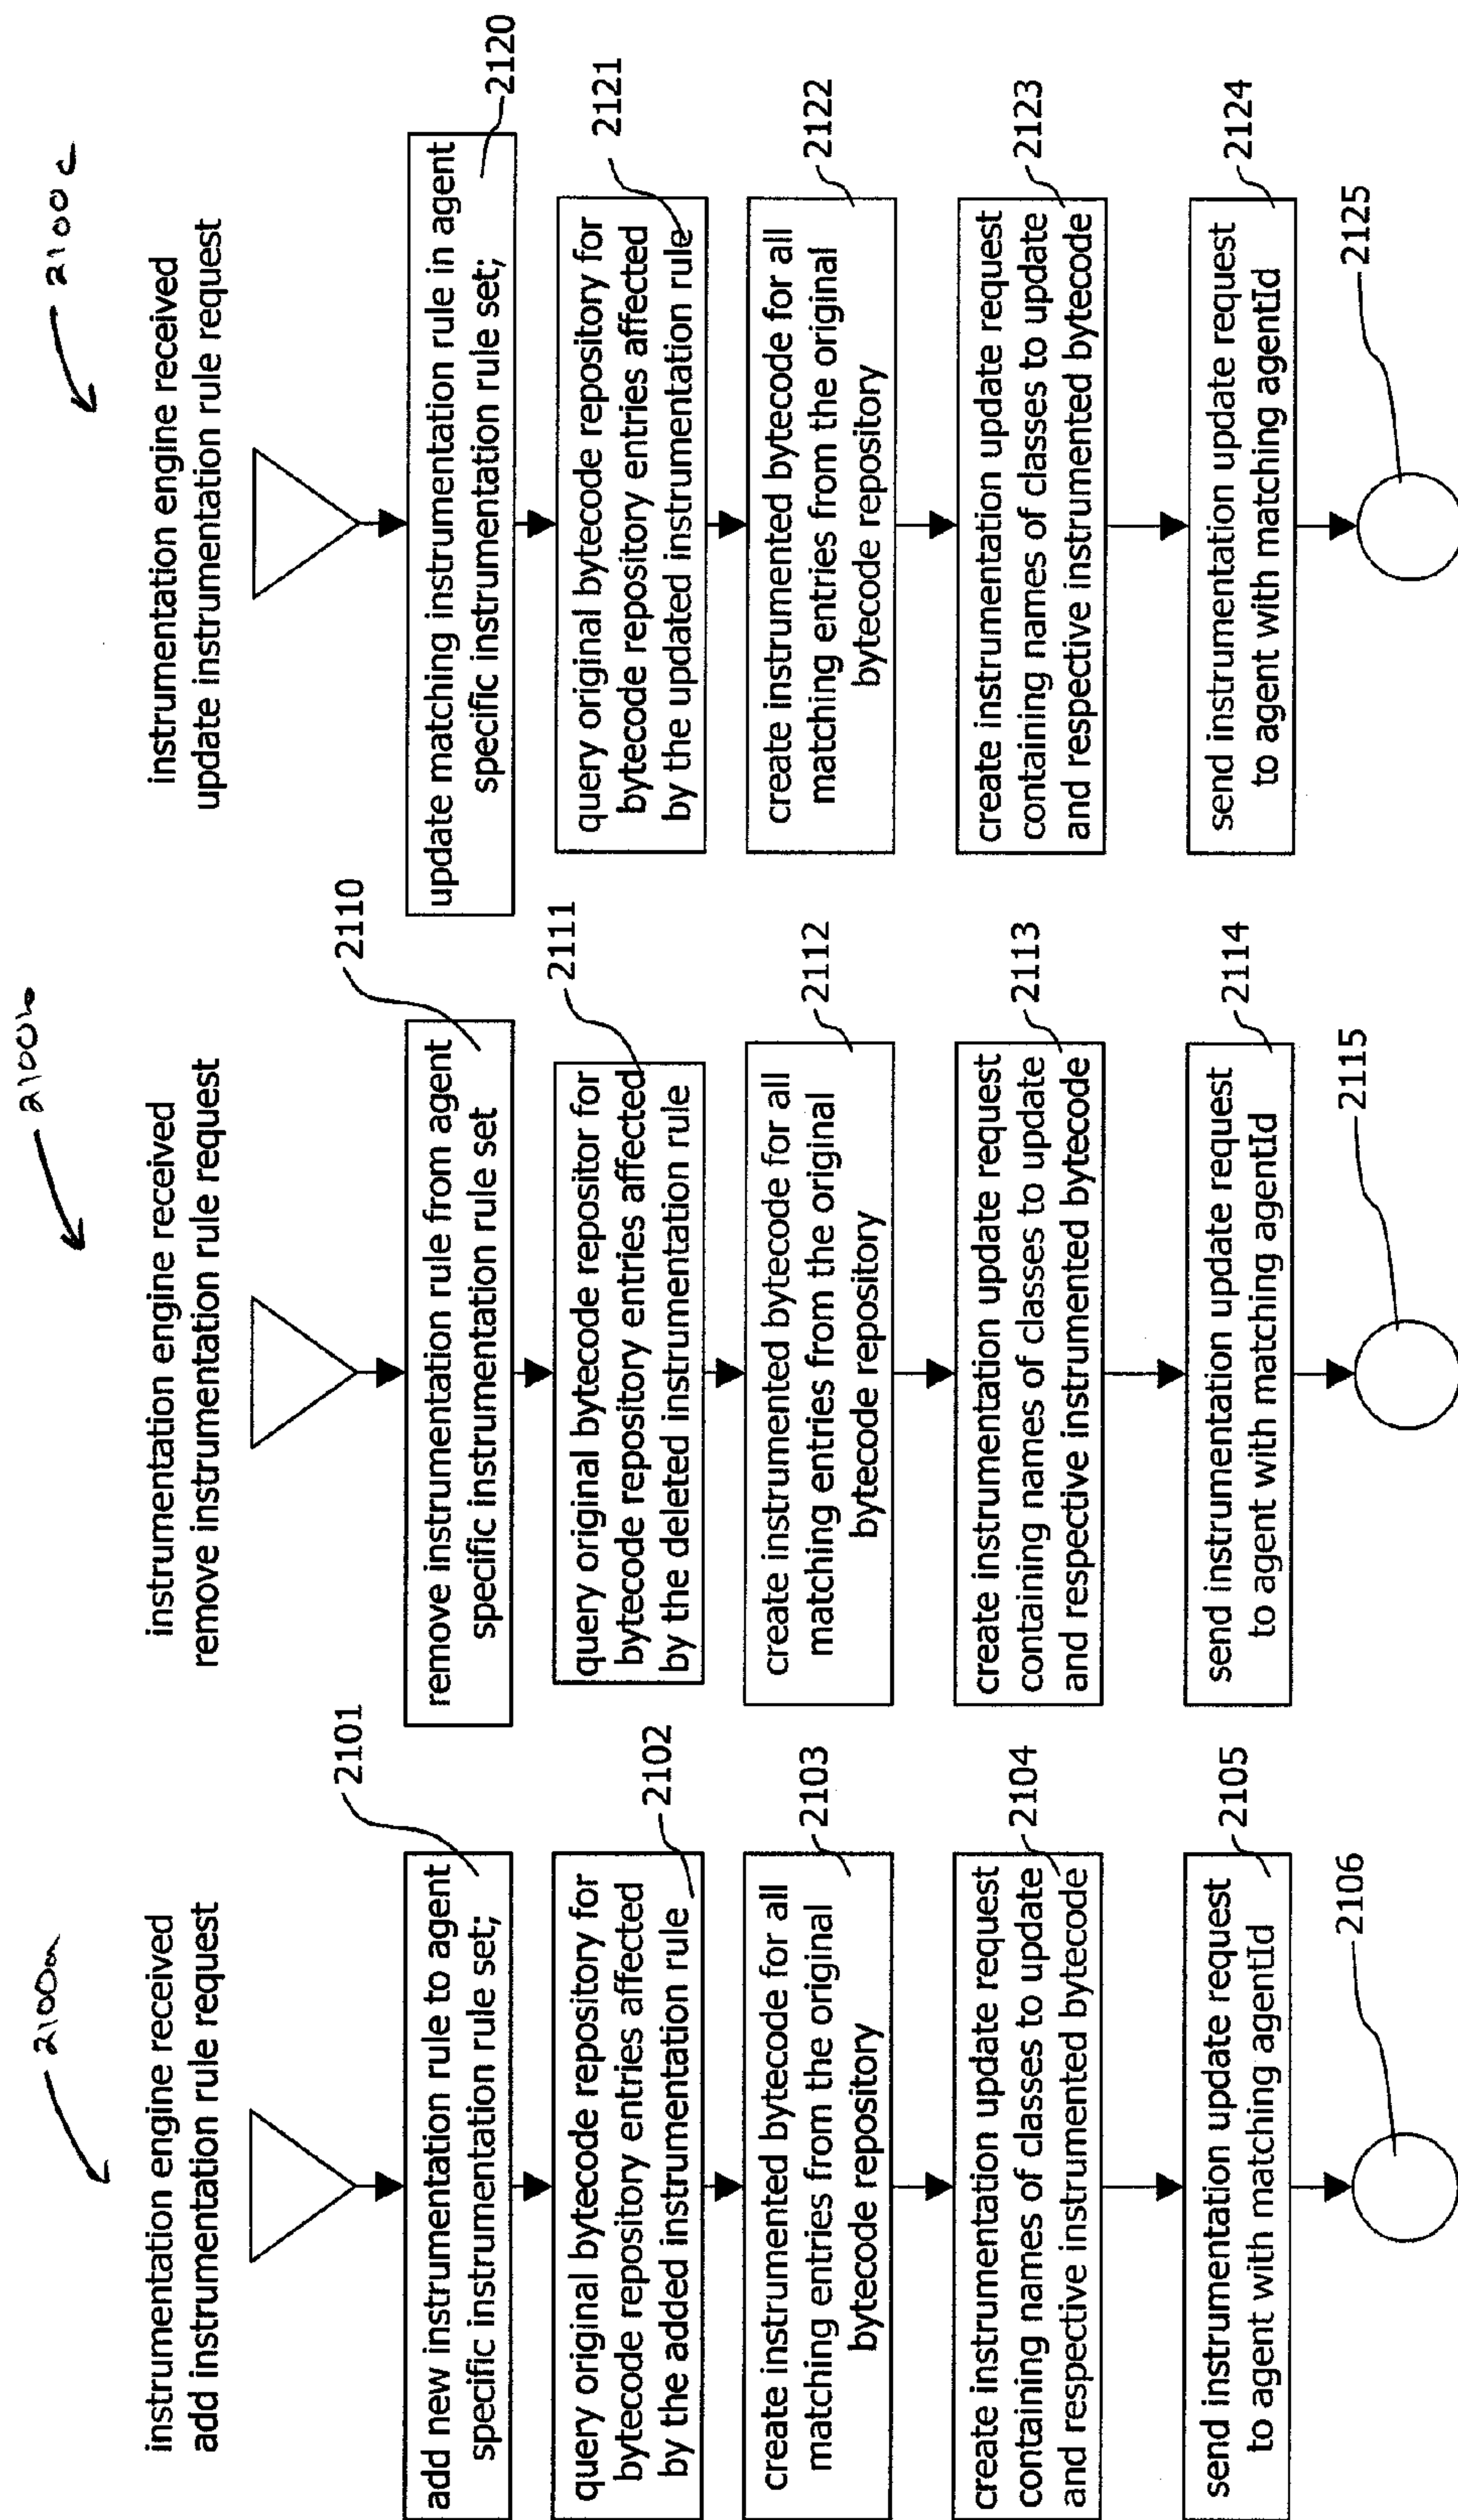 2100a
instrumentation engine received
add instrumentation rule request
2101
add new instrumentation rule to agent
specific instrumentation rule set;
2102
query original bytecode repository for
bytecode repository entries affected
by the added instrumentation rule
2103
create instrumented bytecode for all
matching entries from the original
bytecode repository
2104
create instrumentation update request
containing names of classes to update
and respective instrumented bytecode
2105
send instrumentation update request
to agent with matching agentId
2106
2100b
instrumentation engine received
remove instrumentation rule request
2110
remove instrumentation rule from agent
specific instrumentation rule set
2111
query original bytecode repositor for
bytecode repository entries affected
by the deleted instrumentation rule
2112
create instrumented bytecode for all
matching entries from the original
bytecode repository
2113
create instrumentation update request
containing names of classes to update
and respective instrumented bytecode
2114
send instrumentation update request
to agent with matching agentId
2115
2100c
instrumentation engine received
update instrumentation rule request
2120
update matching instrumentation rule in agent
specific instrumentation rule set;
2121
query original bytecode repository for
bytecode repository entries affected
by the updated instrumentation rule
2122
create instrumented bytecode for all
matching entries from the original
bytecode repository
2123
create instrumentation update request
containing names of classes to update
and respective instrumented bytecode
2124
send instrumentation update request
to agent with matching agentId
2125